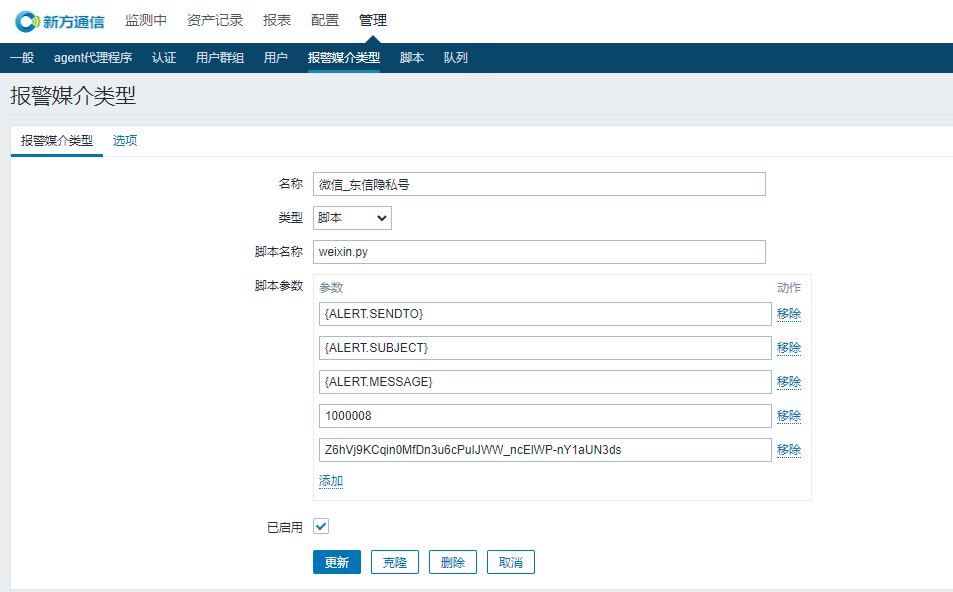 新方通信 监测中 资产记录 报表 配置 管理
一般 agent代理程序 认证 用户群组 用户 报警媒介类型 脚本 队列
报警媒介类型
报警媒介类型 选项
名称 微信_东信隐私号
类型 脚本
脚本名称 weixin.py
脚本参数 参数 动作
{ALERT.SENDTO} 移除
{ALERT.SUBJECT} 移除
{ALERT.MESSAGE} 移除
1000008 移除
Z6hVj9KCqin0MfDn3u6cPulJWW_ncElWP-nY1aUN3ds 移除
添加
已启用
更新 克隆 删除 取消